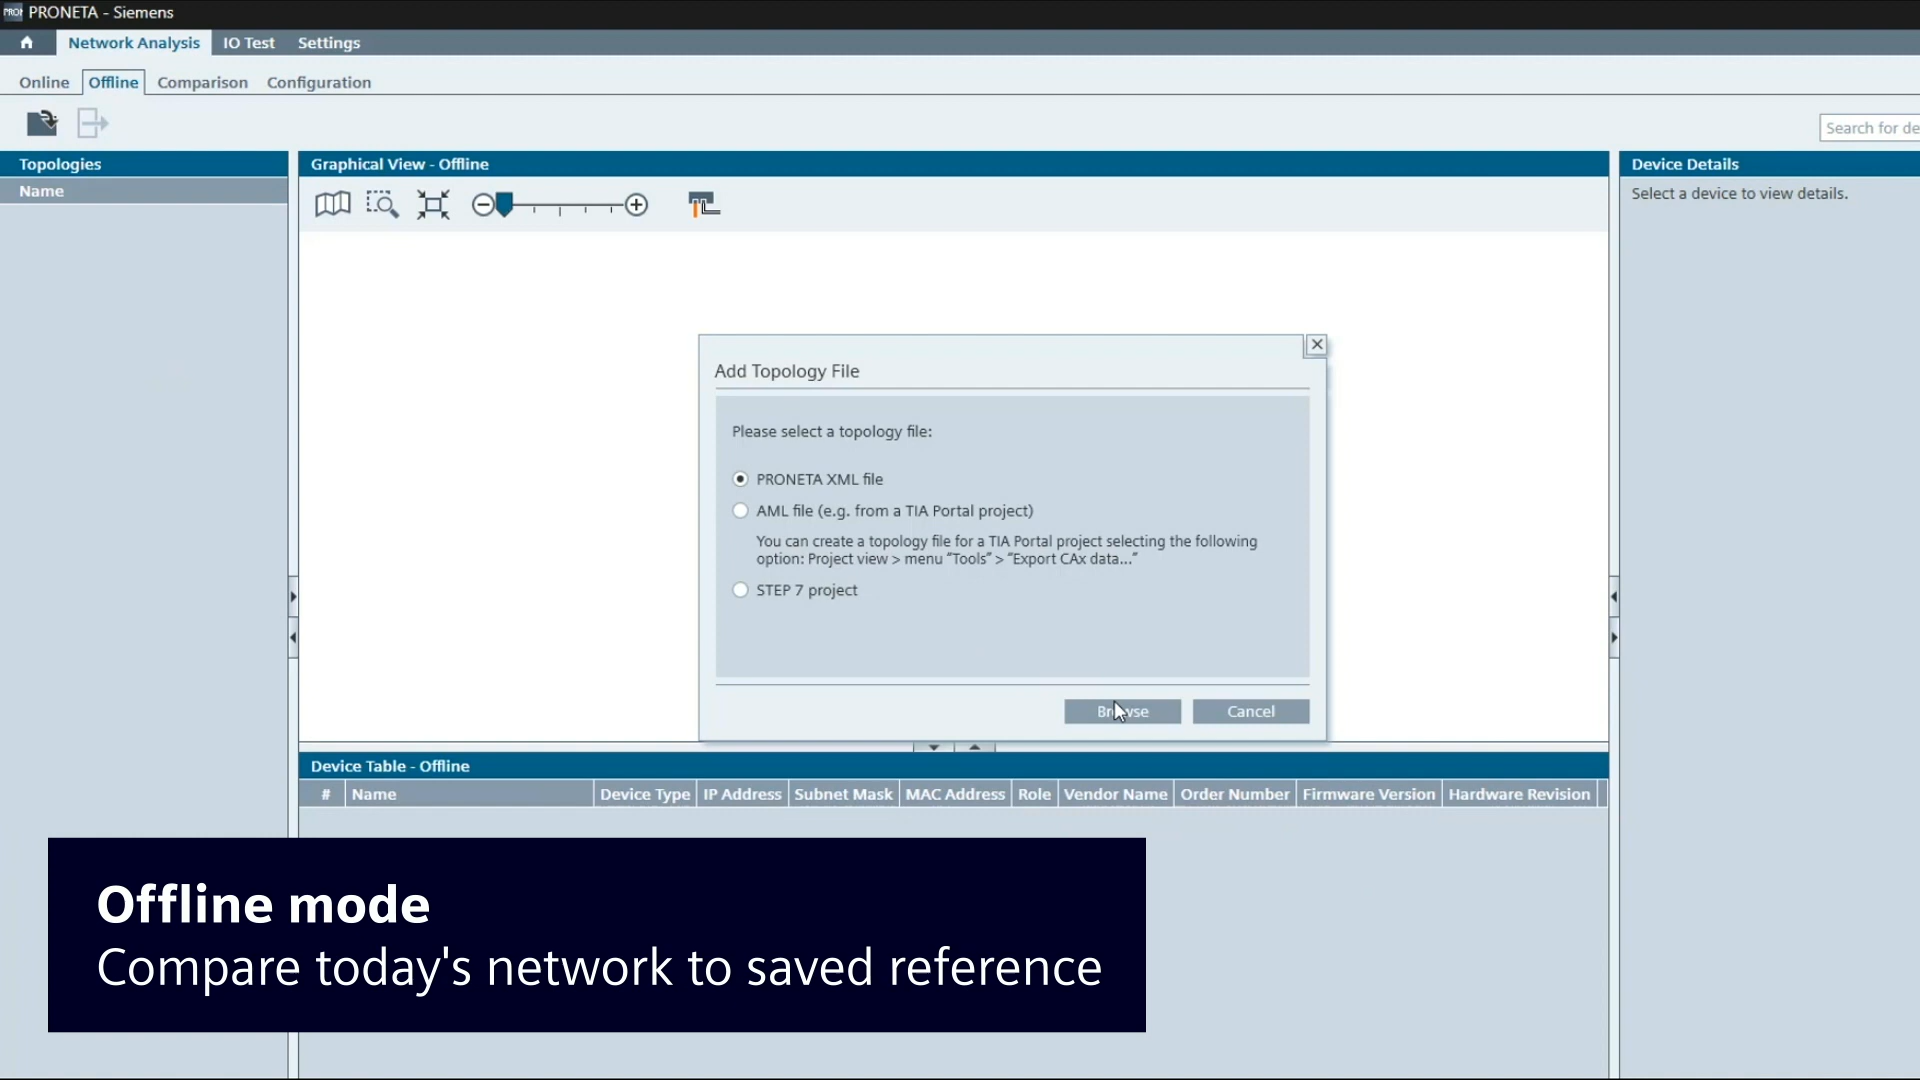 PRONETA - Siemens
Network Analysis IO Test Settings
Online Offline Comparison Configuration
Search for de
Topologies
Name
Graphical View - Offline
Device Details
Select a device to view details.
Add Topology File
Please select a topology file:
PRONETA XML file
AML file (e.g. from a TIA Portal project)
You can create a topology file for a TIA Portal project selecting the following
option: Project view > menu “Tools” > “Export CAx data...”
STEP 7 project
Browse Cancel
Device Table - Offline
# Name Device Type IP Address Subnet Mask MAC Address Role Vendor Name Order Number Firmware Version Hardware Revision
Offline mode
Compare today's network to saved reference